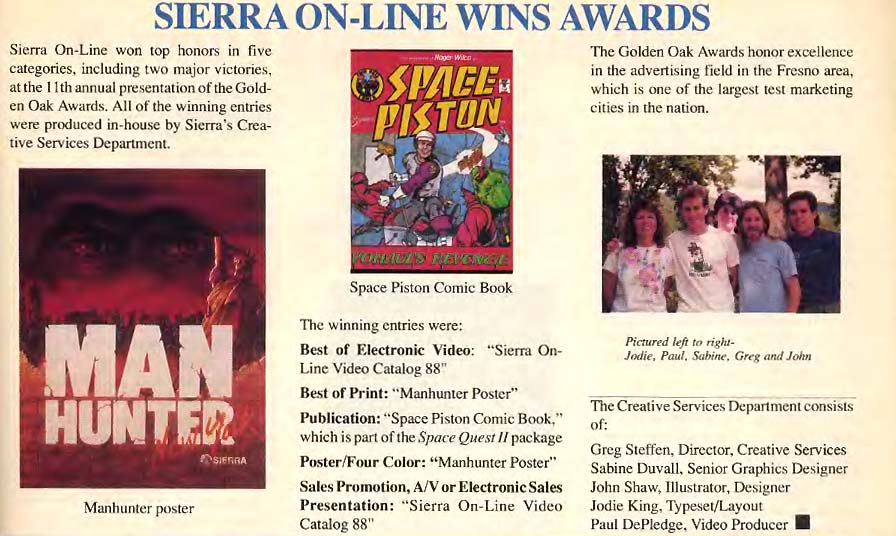 SIERRA ON-LINE WINS AWARDS
Sierra On-Line won top honors in five
categories, including two major victories,
at the 11th annual presentation of the Gold-
en Oak Awards. All of the winning entries
were produced in-house by Sierra's Crea-
tive Services Department.
MAN
HUNTER
New York
SIERRA
Manhunter poster
Roger Wilco
SPACE
PISTON
VOHAUL'S REVENGE
Space Piston Comic Book
The winning entries were:
Best of Electronic Video: "Sierra On-
Line Video Catalog 88"
Best of Print: "Manhunter Poster"
Publication: "Space Piston Comic Book,"
which is part of the Space Quest II package
Poster/Four Color: "Manhunter Poster"
Sales Promotion, A/V or Electronic Sales
Presentation: "Sierra On-Line Video
Catalog 88"
The Golden Oak Awards honor excellence
in the advertising field in the Fresno area,
which is one of the largest test marketing
cities in the nation.
Pictured left to right-
Jodie, Paul, Sabine, Greg and John
The Creative Services Department consists
of:
Greg Steffen, Director, Creative Services
Sabine Duvall, Senior Graphics Designer
John Shaw, Illustrator, Designer
Jodie King, Typeset/Layout
Paul DePledge, Video Producer